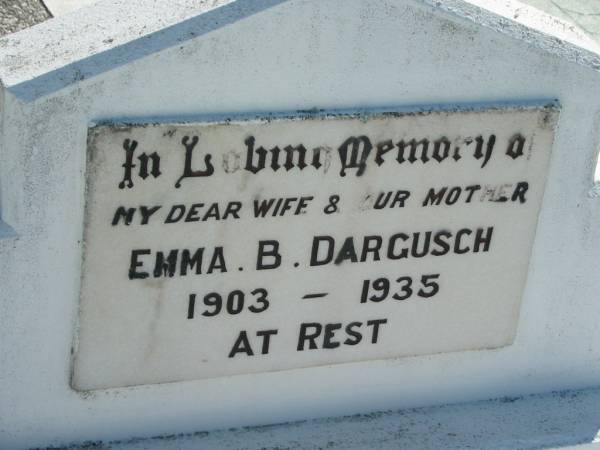 In Loving Memory of
MY DEAR WIFE & OUR MOTHER
EMMA. B. DARGUSCH
1903 — 1935
AT REST